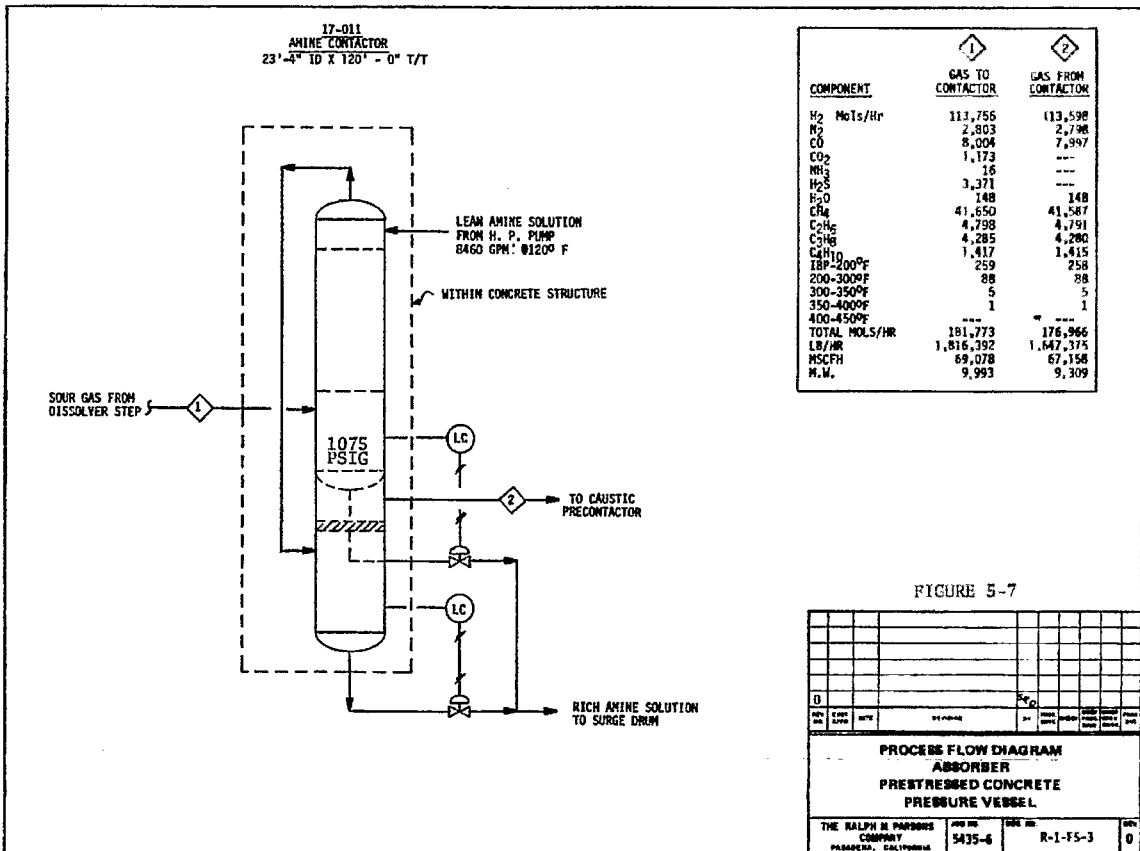 17-011
AMINE CONTACTOR
23'-4" ID X 120' - 0" T/T
LEAN AMINE SOLUTION
FROM H. P. PUMP
8460 GPM: @120° F
WITHIN CONCRETE STRUCTURE
SOUR GAS FROM
DISSOLVER STEP
1
1075
PSIG
LC
2
TO CAUSTIC
PRECONTACTOR
LC
RICH AMINE SOLUTION
TO SURGE DRUM
1 2
COMPONENT GAS TO CONTACTOR GAS FROM CONTACTOR
H2 Mols/Hr 113,756 113,598
N2 2,803 2,798
CO 8,004 7,997
CO2 1,173 ---
NH3 16 ---
H2S 3,371 ---
H2O 148 148
CH4 41,650 41,587
C2H6 4,798 4,791
C3H8 4,285 4,280
C4H10 1,417 1,415
IBP-200°F 259 258
200-300°F 88 88
300-350°F 5 5
350-400°F 1 1
400-450°F --- ---
TOTAL MOLS/HR 181,773 176,966
LB/HR 1,816,392 1,647,375
MSCFH 69,078 67,158
M.W. 9,993 9,309
FIGURE 5-7
0
PROCESS FLOW DIAGRAM
ABSORBER
PRESTRESSED CONCRETE
PRESSURE VESSEL
THE RALPH M PARSONS
COMPANY
PASADENA, CALIFORNIA
5435-6
R-1-FS-3
0